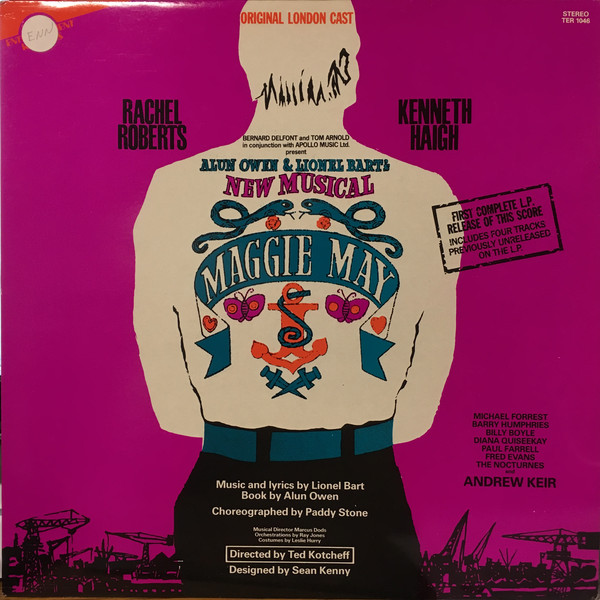 ORIGINAL LONDON CAST
STEREO
TER 1046
ENN
RACHEL
ROBERTS
KENNETH
HAIGH
BERNARD DELFONT and TOM ARNOLD
in conjunction with APOLLO MUSIC Ltd.
present
ALUN OWEN & LIONEL BART'S
NEW MUSICAL
MAGGIE MAY
FIRST COMPLETE L.P.
RELEASE OF THIS SCORE
INCLUDES FOUR TRACKS
PREVIOUSLY UNRELEASED
ON THE L.P.
MICHAEL FORREST
BARRY HUMPHRIES
BILLY BOYLE
DIANA QUISEEKAY
PAUL FARRELL
FRED EVANS
THE NOCTURNES
and
ANDREW KEIR
Music and lyrics by Lionel Bart
Book by Alun Owen
Choreographed by Paddy Stone
Musical Director Marcus Dods
Orchestrations by Ray Jones
Costumes by Leslie Hurry
Directed by Ted Kotcheff
Designed by Sean Kenny